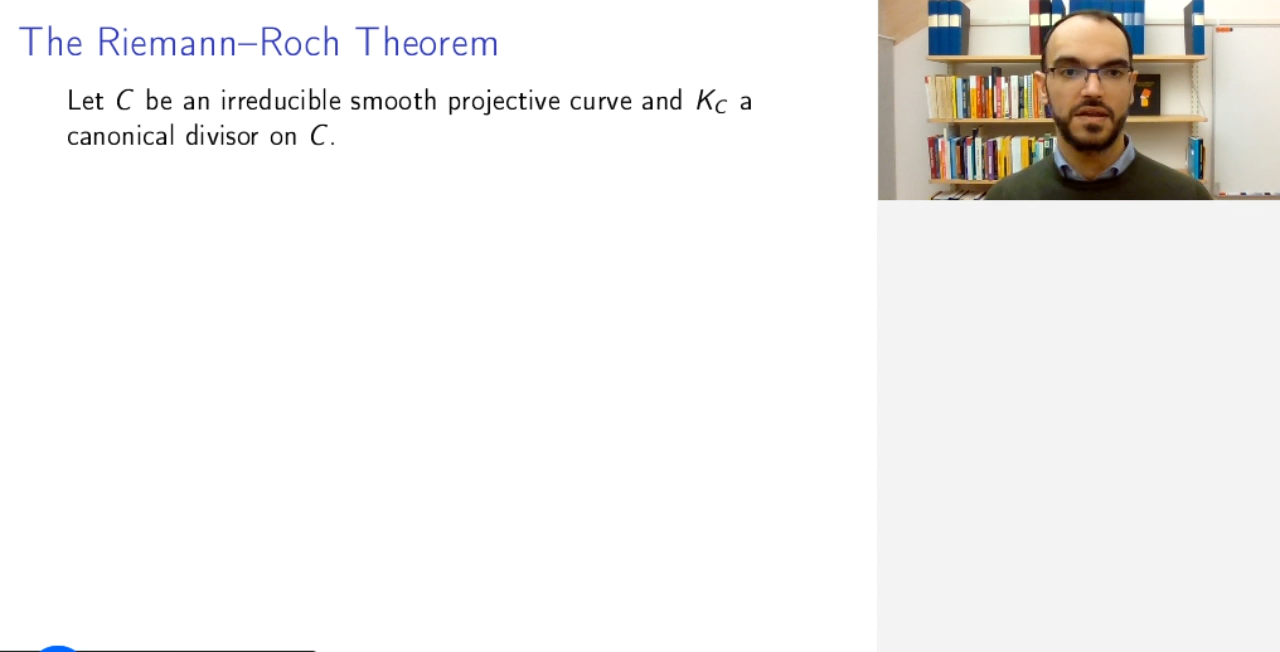 The Riemann–Roch Theorem
Let C be an irreducible smooth projective curve and K_C a
canonical divisor on C.